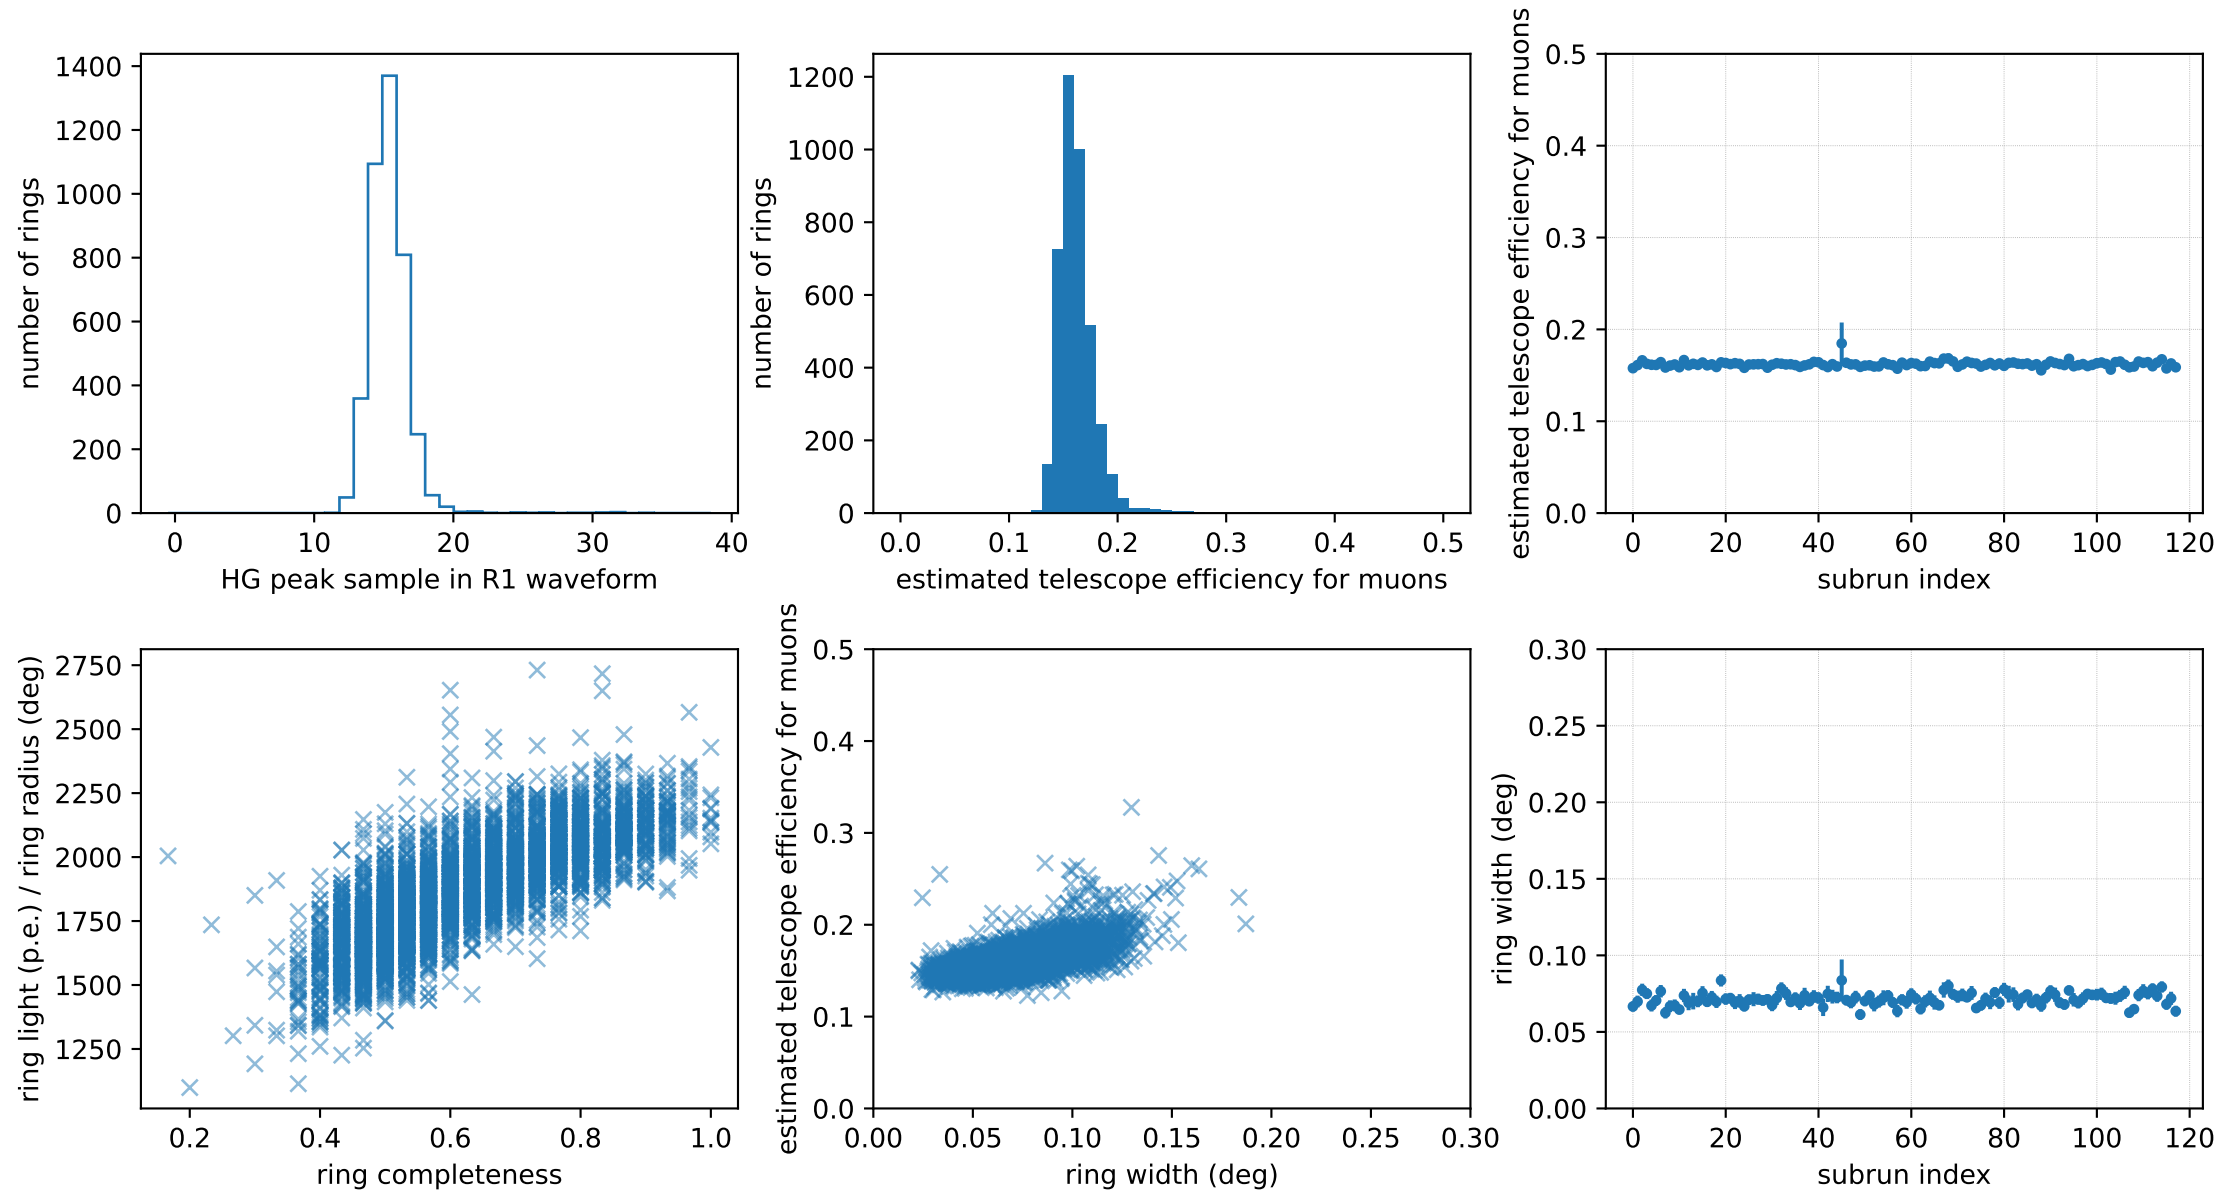 1400
1200
1000
800
600
400
200
0
number of rings
0 10 20 30 40
HG peak sample in R1 waveform
1200
1000
800
600
400
200
0
number of rings
0.0 0.1 0.2 0.3 0.4 0.5
estimated telescope efficiency for muons
0.5
0.4
0.3
0.2
0.1
0.0
estimated telescope efficiency for muons
0 20 40 60 80 100 120
subrun index
2750
2500
2250
2000
1750
1500
1250
ring light (p.e.) / ring radius (deg)
0.2 0.4 0.6 0.8 1.0
ring completeness
0.5
0.4
0.3
0.2
0.1
0.0
estimated telescope efficiency for muons
0.00 0.05 0.10 0.15 0.20 0.25 0.30
ring width (deg)
0.30
0.25
0.20
0.15
0.10
0.05
0.00
ring width (deg)
0 20 40 60 80 100 120
subrun index